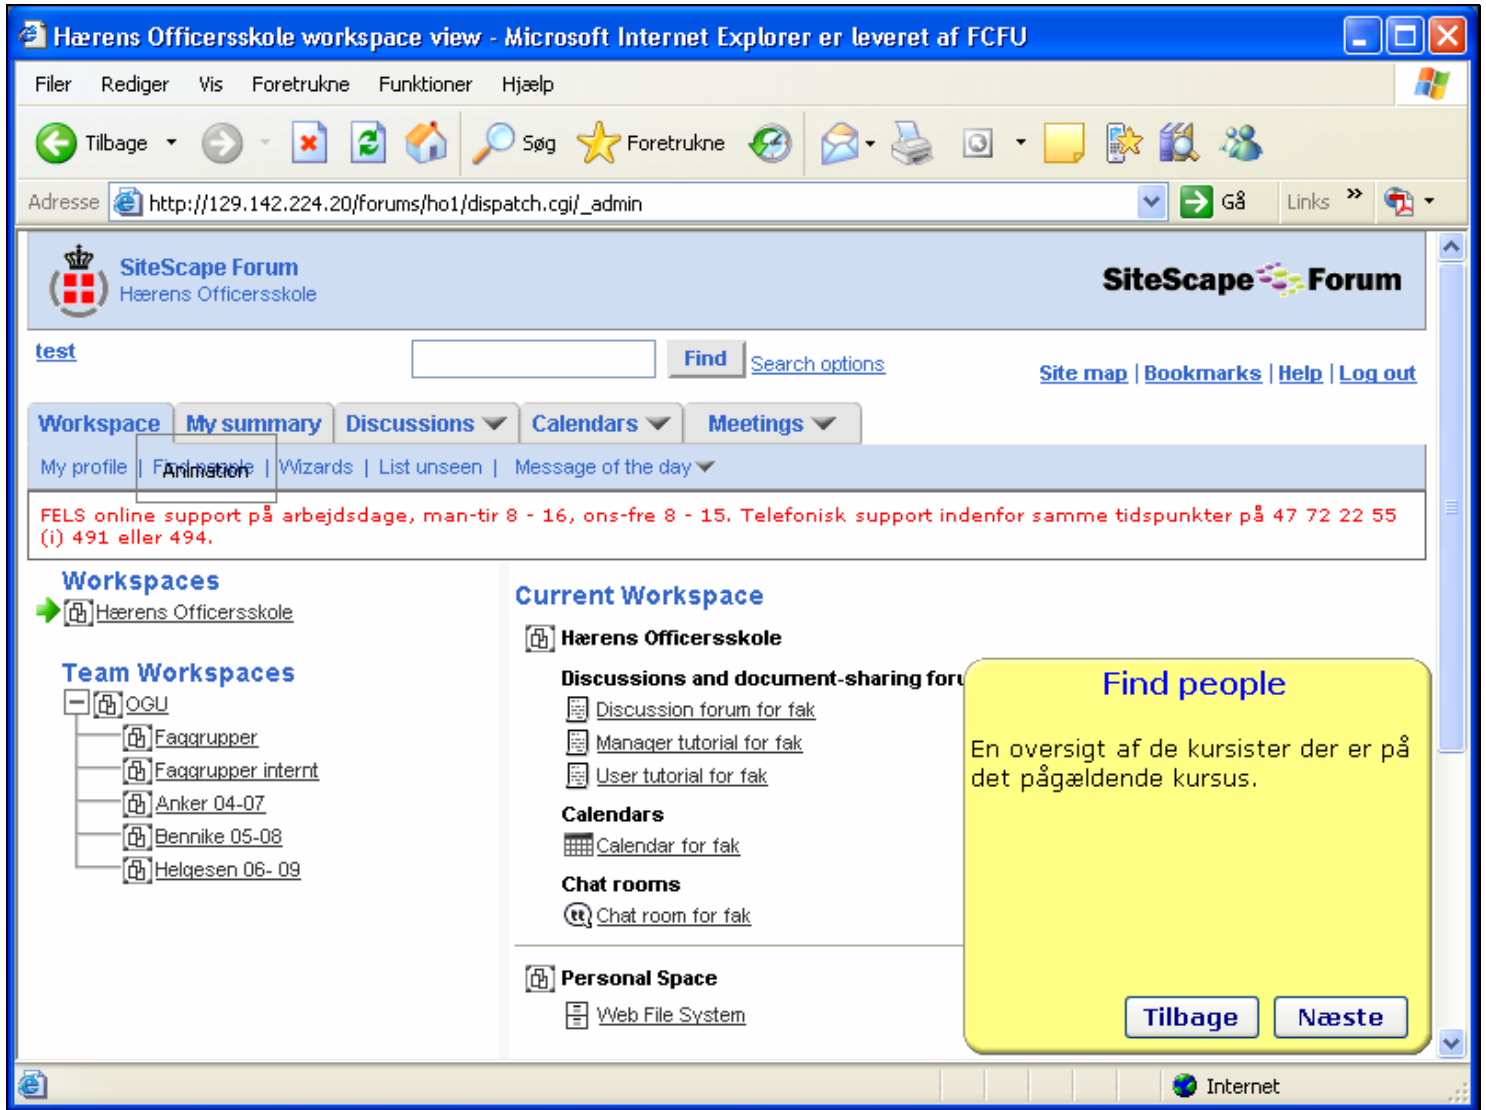 Hærens Officersskole workspace view - Microsoft Internet Explorer er leveret af FCFU
Filer Rediger Vis Foretrukne Funktioner Hjælp
Tilbage Søg Foretrukne
Adresse http://129.142.224.20/forums/ho1/dispatch.cgi/_admin Gå Links »
SiteScape Forum
Hærens Officersskole
SiteScape Forum
test Find Search options
Site map | Bookmarks | Help | Log out
Workspace My summary Discussions Calendars Meetings
My profile | Find people | Wizards | List unseen | Message of the day
Animation
FELS online support på arbejdsdage, man-tir 8 - 16, ons-fre 8 - 15. Telefonisk support indenfor samme tidspunkter på 47 72 22 55
(i) 491 eller 494.
Workspaces
Hærens Officersskole
Team Workspaces
OGU
Faggrupper
Faggrupper internt
Anker 04-07
Bennike 05-08
Helgesen 06- 09
Current Workspace
Hærens Officersskole
Discussions and document-sharing foru
Discussion forum for fak
Manager tutorial for fak
User tutorial for fak
Calendars
Calendar for fak
Chat rooms
Chat room for fak
Personal Space
Web File System
Find people
En oversigt af de kursister der er på
det pågældende kursus.
Tilbage Næste
Internet